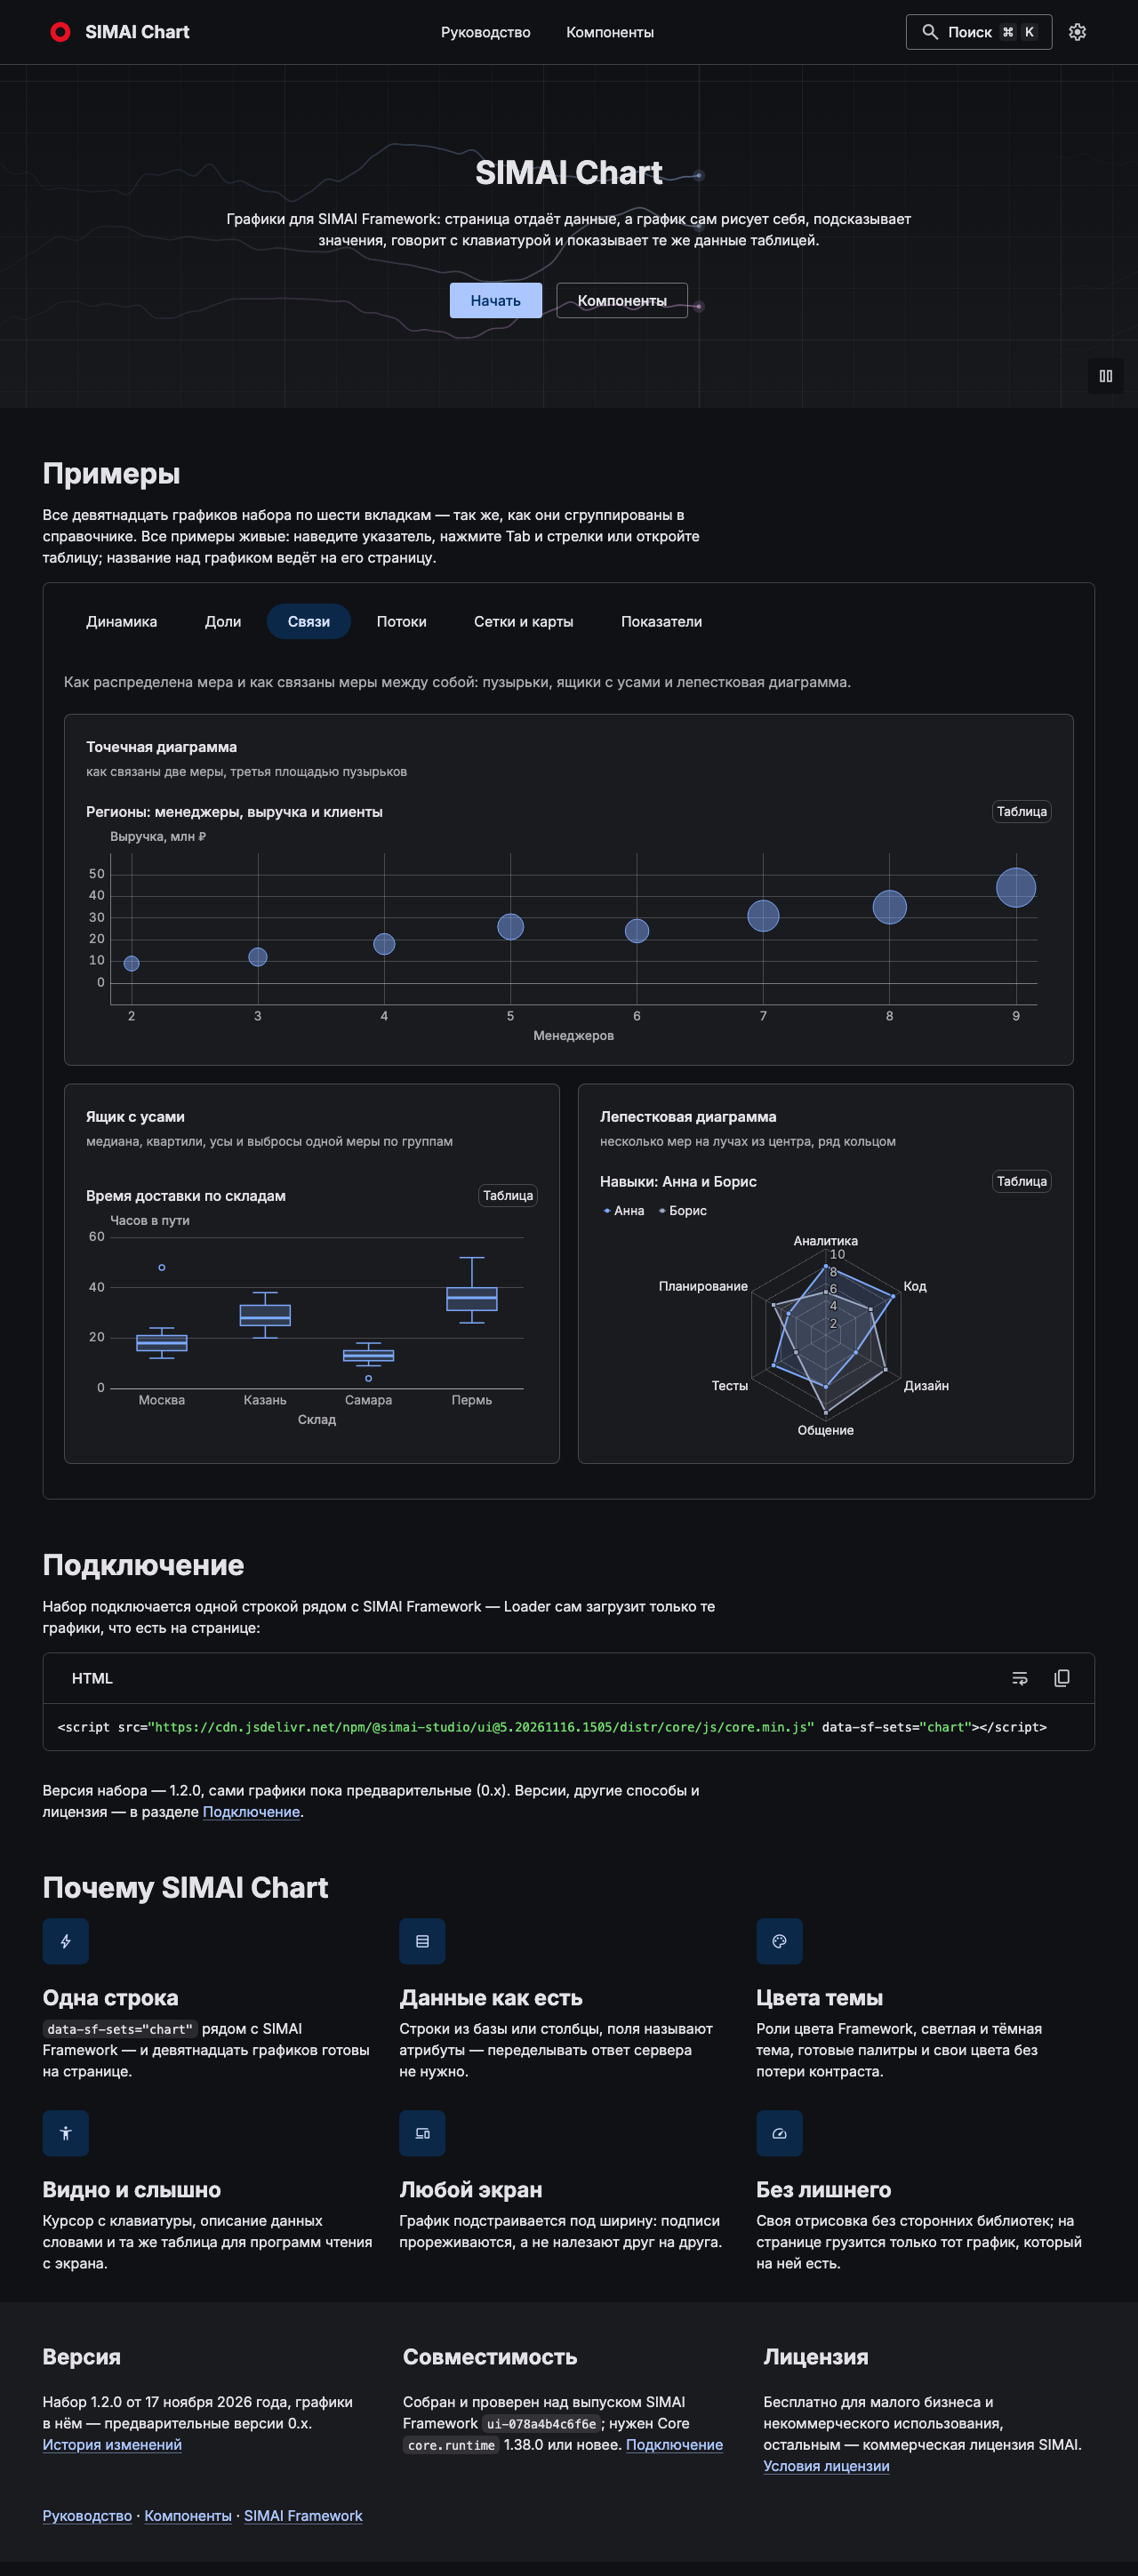 SIMAI Chart
Руководство
Компоненты
Поиск ⌘ K
SIMAI Chart
Графики для SIMAI Framework: страница отдаёт данные, а график сам рисует себя, подсказывает
значения, говорит с клавиатурой и показывает те же данные таблицей.
Начать
Компоненты
Примеры
Все девятнадцать графиков набора по шести вкладкам — так же, как они сгруппированы в
справочнике. Все примеры живые: наведите указатель, нажмите Tab и стрелки или откройте
таблицу; название над графиком ведёт на его страницу.
Динамика
Доли
Связи
Потоки
Сетки и карты
Показатели
Как распределена мера и как связаны меры между собой: пузырьки, ящики с усами и лепестковая диаграмма.
Точечная диаграмма
как связаны две меры, третья площадью пузырьков
Регионы: менеджеры, выручка и клиенты
Таблица
Выручка, млн ₽
50
40
30
20
10
0
2 3 4 5 6 7 8 9
Менеджеров
Ящик с усами
медиана, квартили, усы и выбросы одной меры по группам
Время доставки по складам
Таблица
Часов в пути
60
40
20
0
Москва Казань Самара Пермь
Склад
Лепестковая диаграмма
несколько мер на лучах из центра, ряд кольцом
Навыки: Анна и Борис
Таблица
Анна Борис
Аналитика
10
8
6
4
2
Планирование
Код
Тесты
Дизайн
Общение
Подключение
Набор подключается одной строкой рядом с SIMAI Framework — Loader сам загрузит только те
графики, что есть на странице:
HTML
<script src="https://cdn.jsdelivr.net/npm/@simai-studio/ui@5.20261116.1505/distr/core/js/core.min.js" data-sf-sets="chart"></script>
Версия набора — 1.2.0, сами графики пока предварительные (0.x). Версии, другие способы и
лицензия — в разделе Подключение.
Почему SIMAI Chart
Одна строка
data-sf-sets="chart" рядом с SIMAI
Framework — и девятнадцать графиков готовы
на странице.
Данные как есть
Строки из базы или столбцы, поля называют
атрибуты — переделывать ответ сервера
не нужно.
Цвета темы
Роли цвета Framework, светлая и тёмная
тема, готовые палитры и свои цвета без
потери контраста.
Видно и слышно
Курсор с клавиатуры, описание данных
словами и та же таблица для программ чтения
с экрана.
Любой экран
График подстраивается под ширину: подписи
прореживаются, а не налезают друг на друга.
Без лишнего
Своя отрисовка без сторонних библиотек; на
странице грузится только тот график, который
на ней есть.
Версия
Набор 1.2.0 от 17 ноября 2026 года, графики
в нём — предварительные версии 0.x.
История изменений
Совместимость
Собран и проверен над выпуском SIMAI
Framework ui-078a4b4c6f6e; нужен Core
core.runtime 1.38.0 или новее. Подключение
Лицензия
Бесплатно для малого бизнеса и
некоммерческого использования,
остальным — коммерческая лицензия SIMAI.
Условия лицензии
Руководство · Компоненты · SIMAI Framework